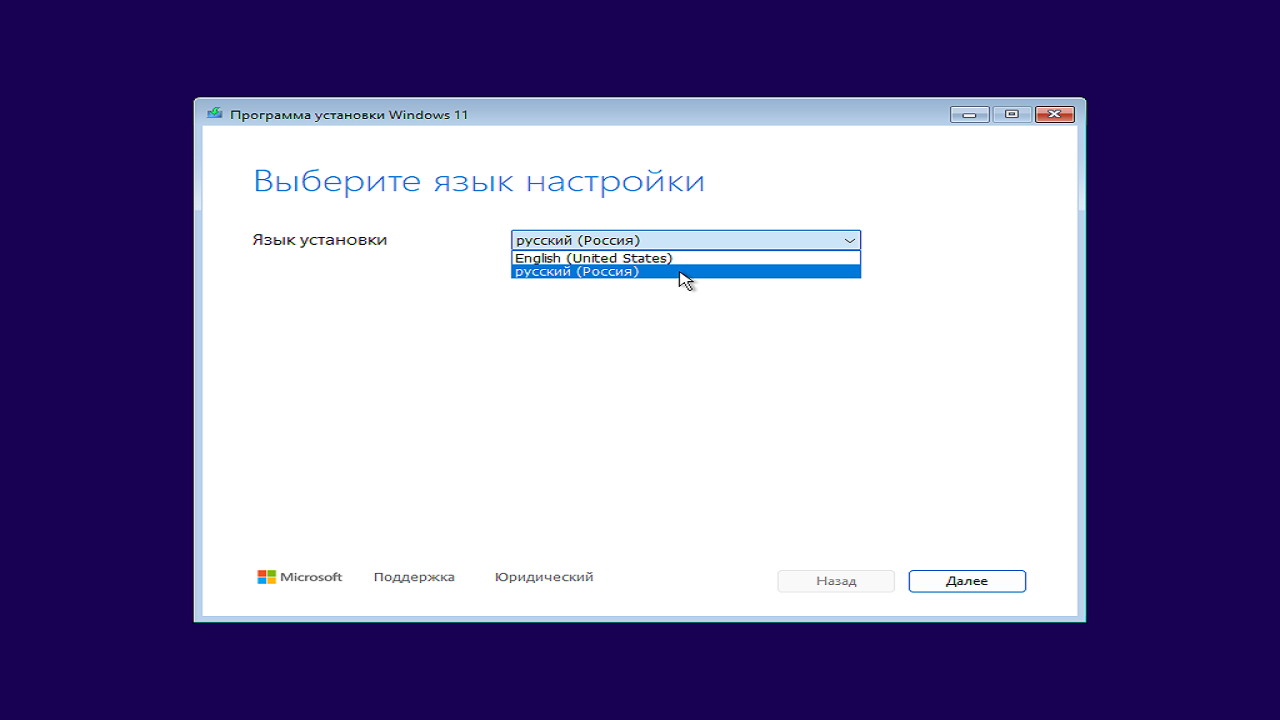 Программа установки Windows 11
Выберите язык настройки
Язык установки
русский (Россия)
English (United States)
русский (Россия)
Microsoft
Поддержка
Юридический
Назад
Далее